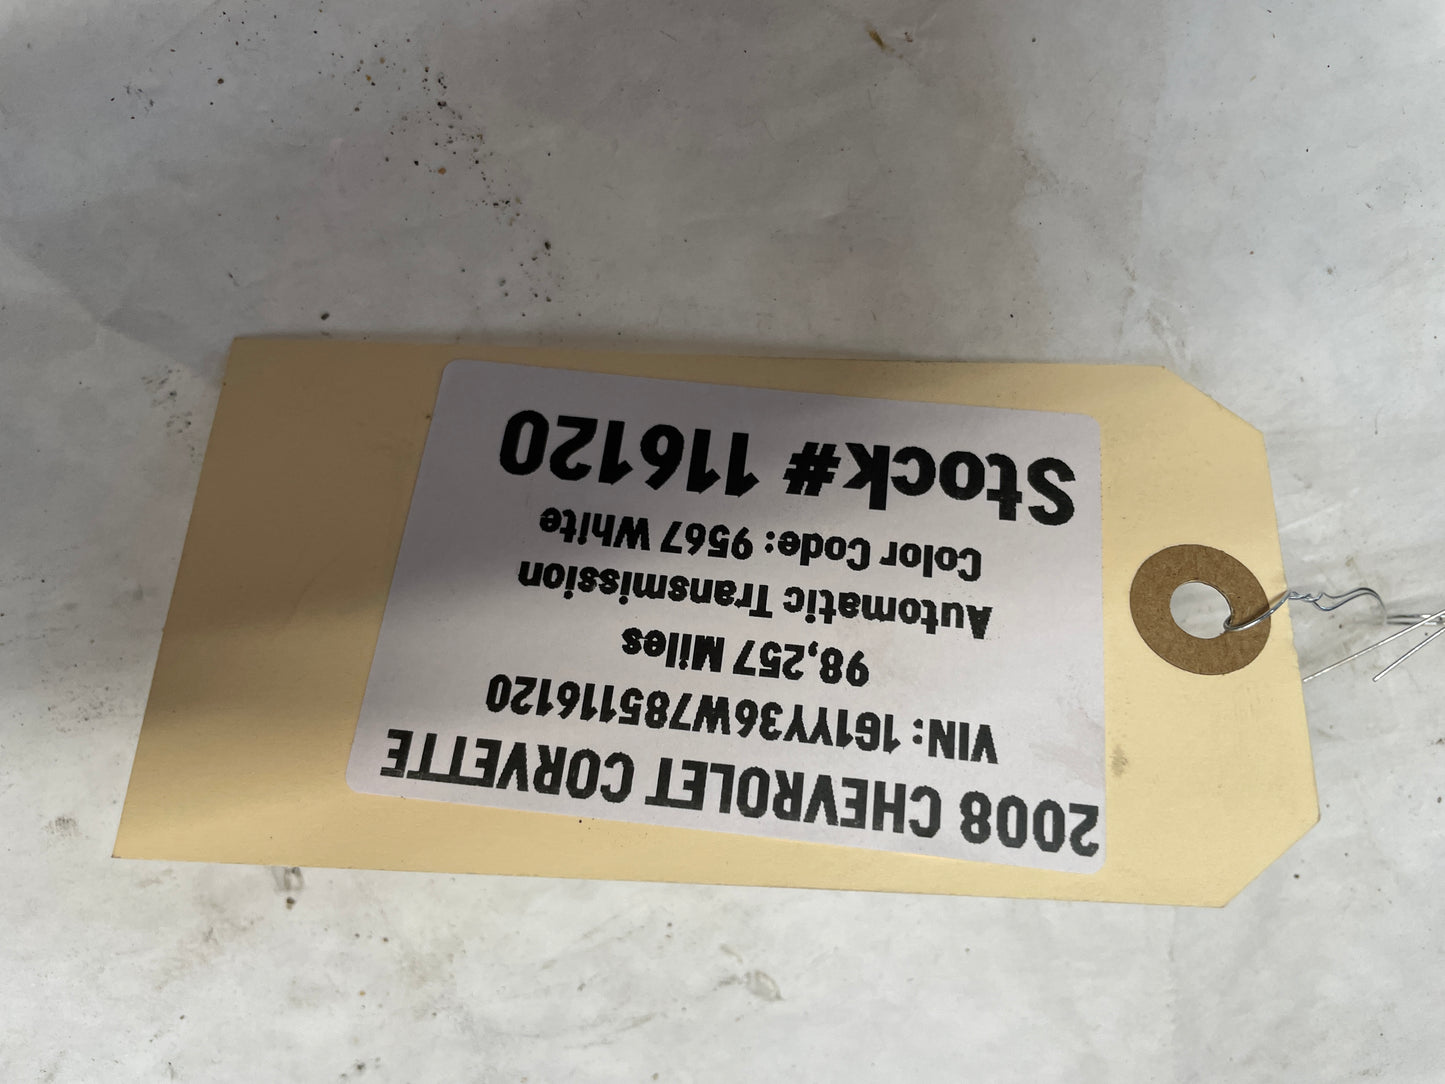 2008 CHEVROLET CORVETTE
VIN: 1G1YY36W785116120
98,257 Miles
Automatic Transmission
Color Code: 9567 White
Stock# 116120